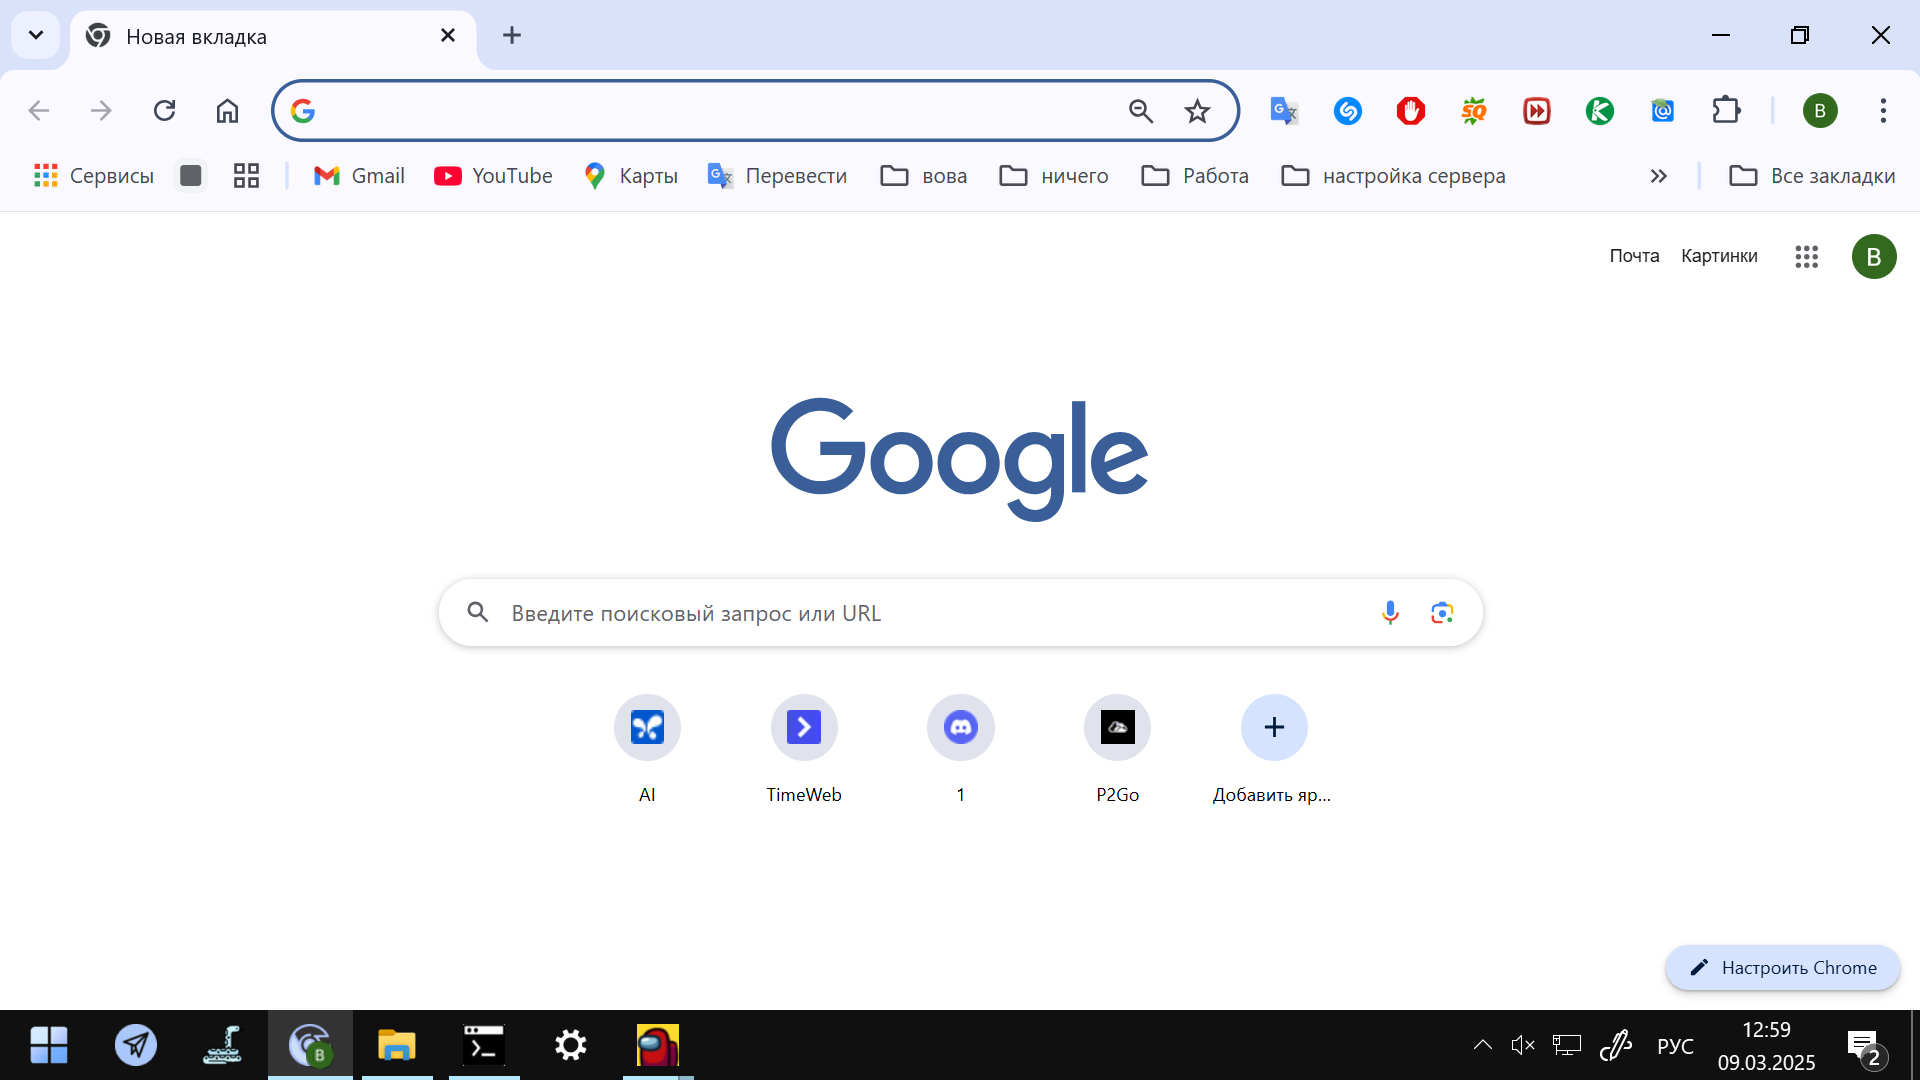 Новая вкладка
Сервисы Gmail YouTube Карты Перевести вова ничего Работа настройка сервера Все закладки
Почта Картинки B
Google
Введите поисковый запрос или URL
AI TimeWeb 1 P2Go Добавить яр...
Настроить Chrome
РУС 12:59
09.03.2025 2